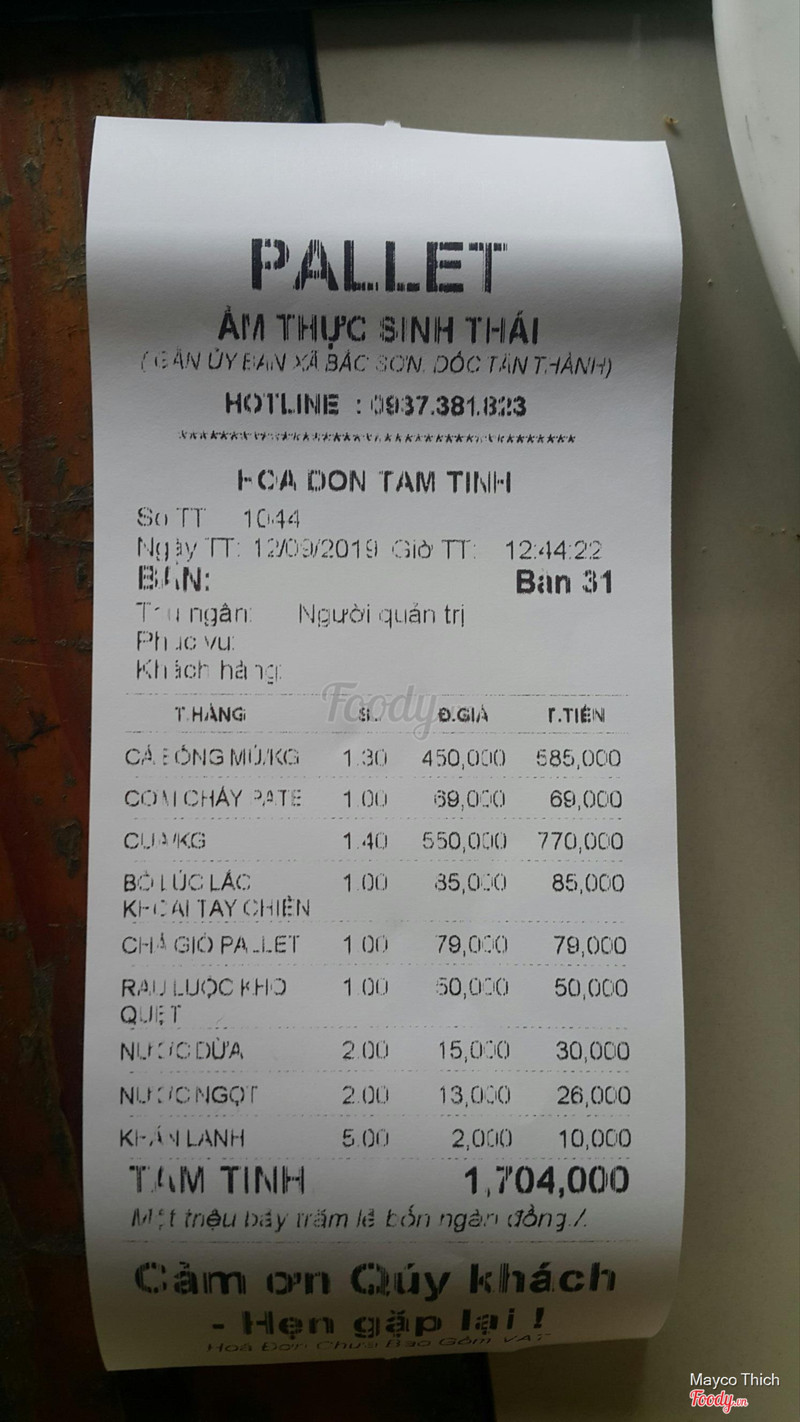 PALLET
ẨM THỰC SINH THÁI
( GẦN ỦY BAN XÃ BẮC SƠN, DỐC TÂN THÀNH)
HOTLINE : 0937.381.823
HOA DON TAM TINH
So TT 1044
Ngày TT: 12/09/2019 Giờ TT: 12:44:22
BÀN: Bàn 31
Thu ngân: Người quản trị
Phục vụ:
Khách hàng:
Foody.vn
T.HÀNG SL Đ.GIÁ T.TIỀN
CÁ BÓNG MÚ/KG 1.30 450,000 585,000
COM CHÁY PATE 1.00 69,000 69,000
CUA/KG 1.40 550,000 770,000
BÒ LÚC LẮC 1.00 85,000 85,000
KHOAI TAY CHIÊN
CHẢ GIÒ PALLET 1.00 79,000 79,000
RAU LUỘC KHO 1.00 50,000 50,000
QUẸT
NƯỚC DỪA 2.00 15,000 30,000
NƯỚC NGỌT 2.00 13,000 26,000
KHĂN LẠNH 5.00 2,000 10,000
TAM TINH 1,704,000
Một triệu bảy trăm lẻ bốn ngàn đồng./.
Cảm ơn Qúy khách
- Hẹn gặp lại !
Hoá Đơn Chưa Bao Gồm VAT
Mayco Thich
Foody.vn